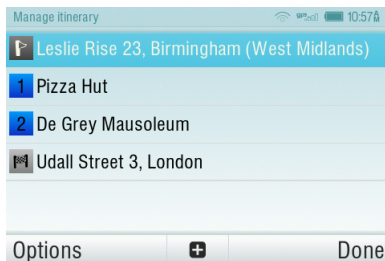 Manage itinerary 10:57
Leslie Rise 23, Birmingham (West Midlands)
1 Pizza Hut
2 De Grey Mausoleum
Udall Street 3, London
Options Done